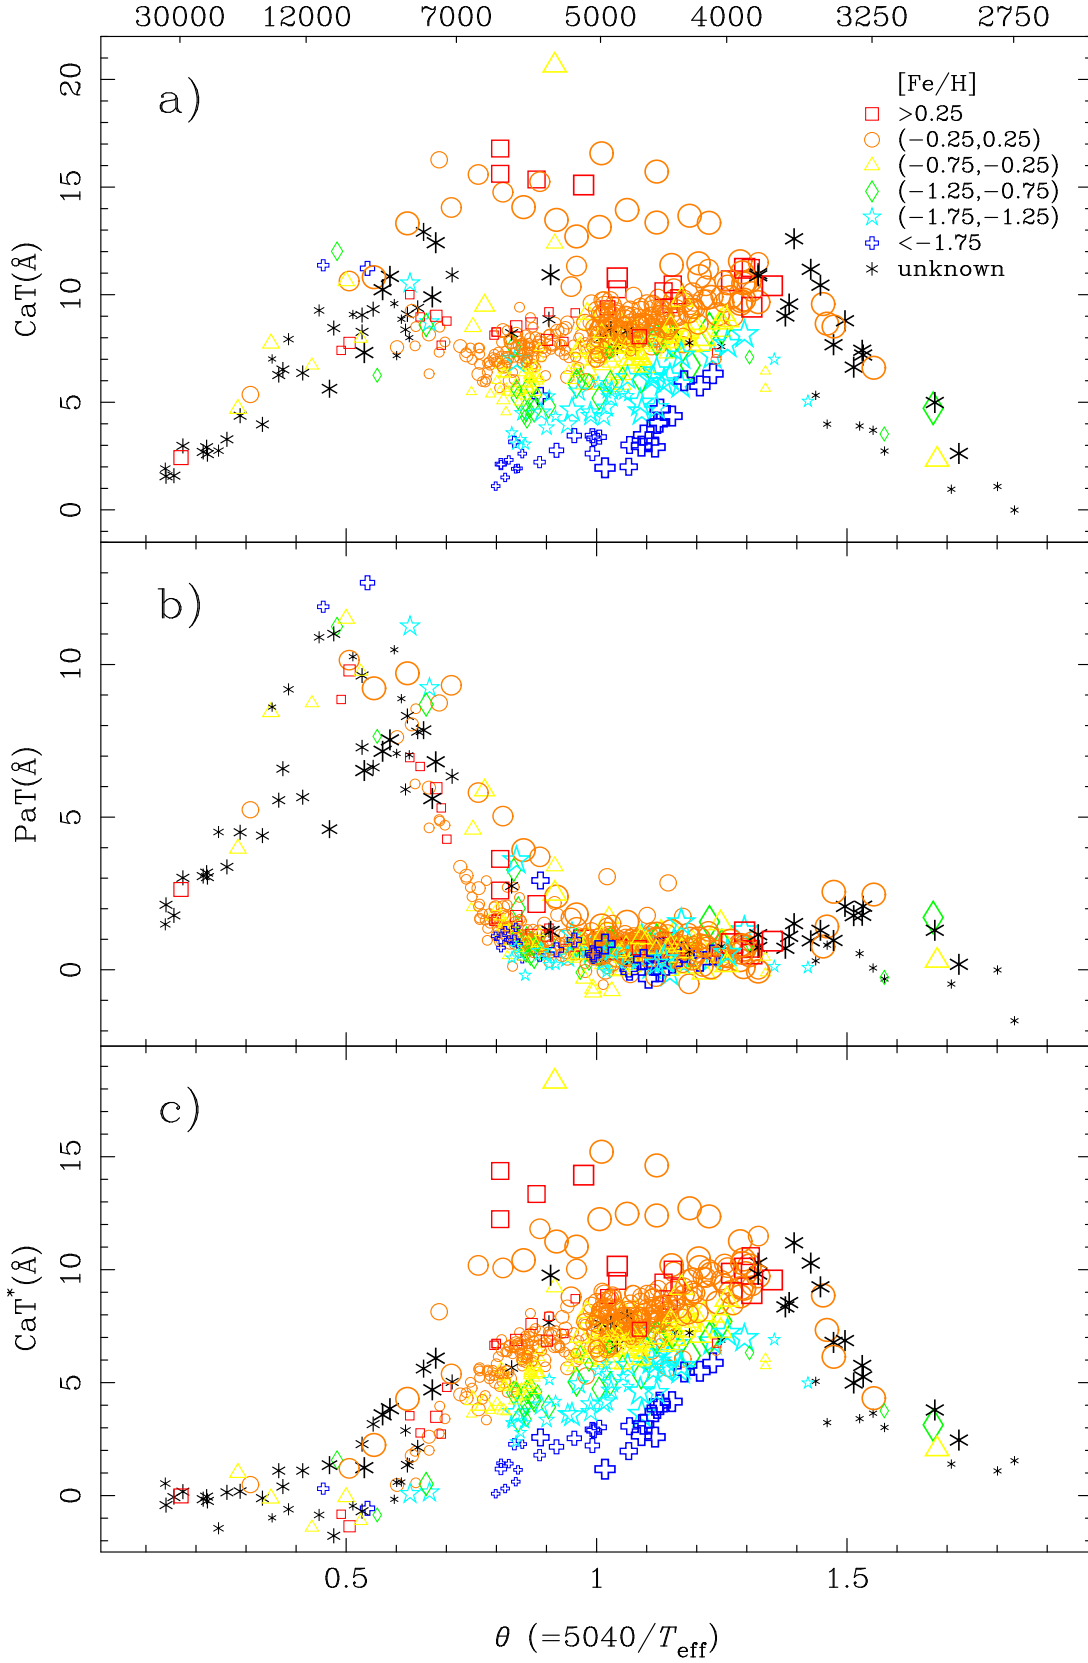 30000 12000 7000 5000 4000 3250 2750
a)
[Fe/H]
>0.25
(−0.25,0.25)
(−0.75,−0.25)
(−1.25,−0.75)
(−1.75,−1.25)
<−1.75
unknown
CaT(Å)
20
15
10
5
0
b)
PaT(Å)
10
5
0
c)
CaT*(Å)
15
10
5
0
0.5 1 1.5
θ (=5040/Teff)